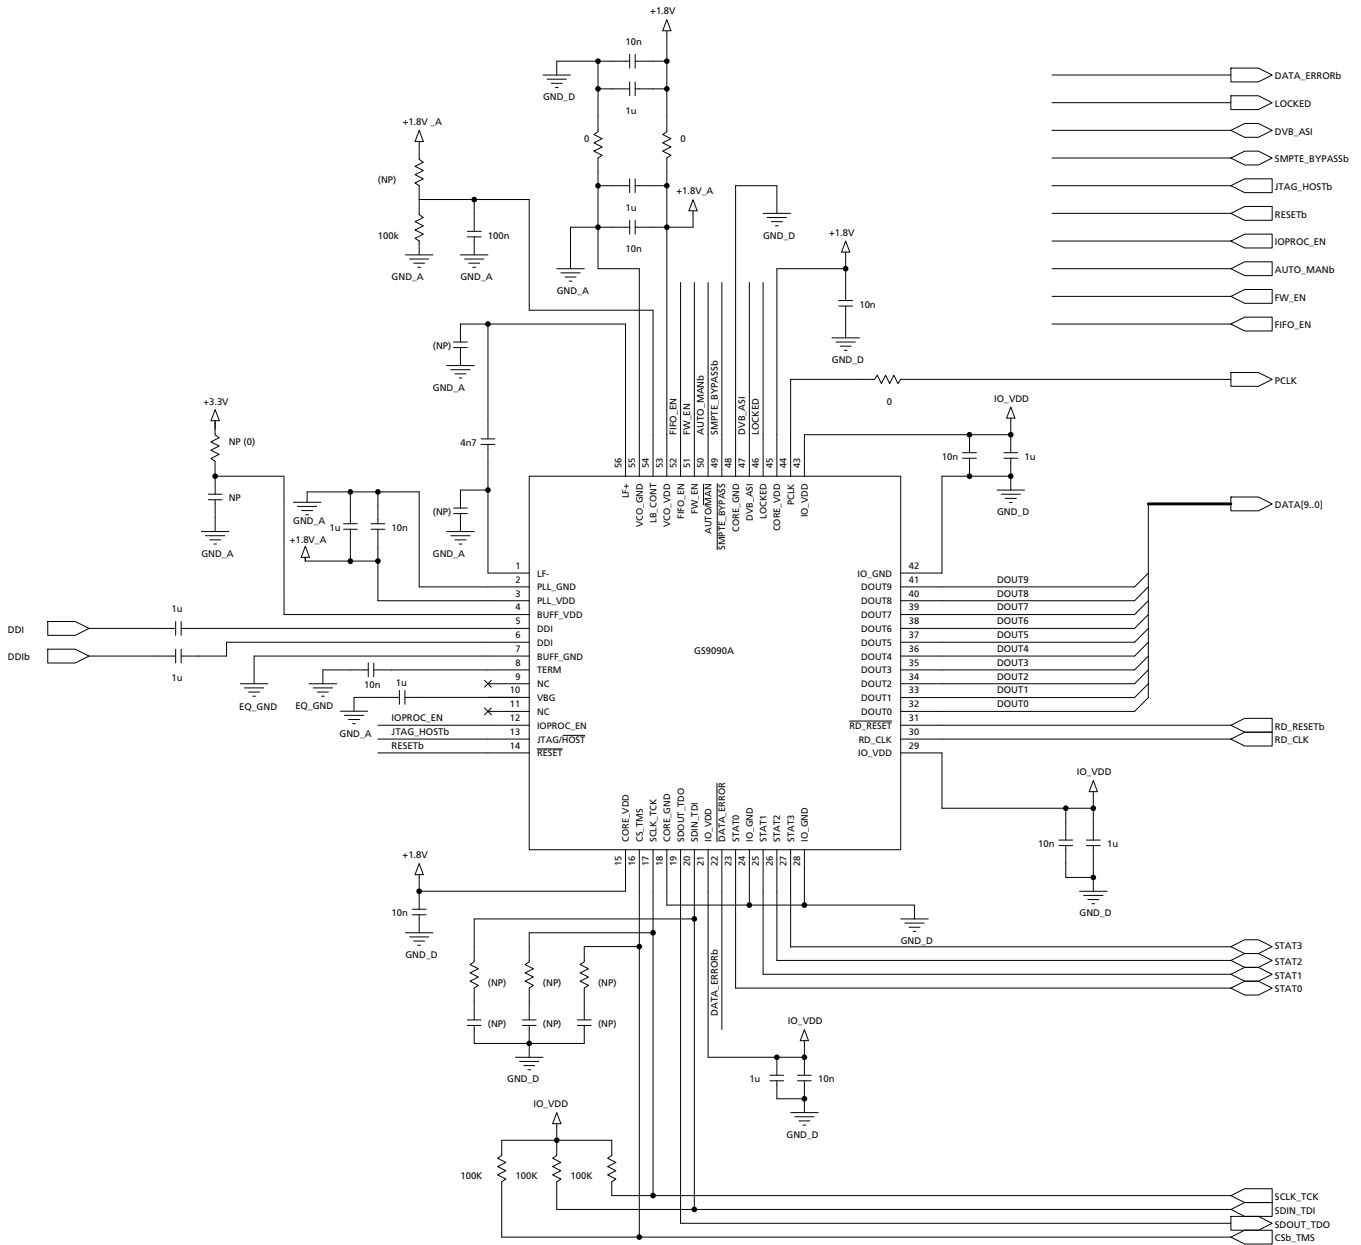 +1.8V
10n
GND_D
1u
DATA_ERRORb
LOCKED
+1.8V_A
0
0
DVB_ASI
(NP)
SMPTE_BYPASSb
+1.8V_A
JTAG_HOSTb
1u
100k
100n
10n
GND_D
+1.8V
RESETb
IOPROC_EN
GND_A
GND_A
GND_A
AUTO_MANb
FW_EN
10n
FIFO_EN
(NP)
GND_D
GND_A
PCLK
0
+3.3V
IO_VDD
NP (0)
4n7
FIFO_EN
FW_EN
AUTO_MANb
SMPTE_BYPASSb
DVB_ASI
LOCKED
10n
1u
56
55
54
53
52
51
50
49
48
47
46
45
44
43
NP
GND_A
(NP)
GND_A
LF+
VCO_GND
LB_CONT
VCO_VDD
FIFO_EN
FW_EN
AUTO/MAN
SMPTE_BYPASS
CORE_GND
DVB_ASI
LOCKED
CORE_VDD
PCLK
IO_VDD
GND_D
DATA[9..0]
GND_A
1u
10n
+1.8V_A
GND_A
1 LF-
2 PLL_GND
3 PLL_VDD
4 BUFF_VDD
5 DDI
6 DDI
7 BUFF_GND
8 TERM
9 NC
10 VBG
11 NC
12 IOPROC_EN
13 JTAG/HOST
14 RESET
1u
DDI
DDIb
1u
EQ_GND
EQ_GND
10n
1u
GND_A
IOPROC_EN
JTAG_HOSTb
RESETb
GS9090A
IO_GND 42
DOUT9 41 DOUT9
DOUT8 40 DOUT8
DOUT7 39 DOUT7
DOUT6 38 DOUT6
DOUT5 37 DOUT5
DOUT4 36 DOUT4
DOUT3 35 DOUT3
DOUT2 34 DOUT2
DOUT1 33 DOUT1
DOUT0 32 DOUT0
RD_RESET 31 RD_RESETb
RD_CLK 30 RD_CLK
IO_VDD 29
CORE_VDD
CS_TMS
SCLK_TCK
CORE_GND
SDOUT_TDO
SDIN_TDI
IO_VDD
DATA_ERROR
STAT0
IO_GND
STAT1
STAT2
STAT3
IO_GND
15
16
17
18
19
20
21
22
23
24
25
26
27
28
IO_VDD
10n
1u
GND_D
+1.8V
10n
GND_D
GND_D
DATA_ERRORb
STAT3
STAT2
STAT1
STAT0
(NP)
(NP)
(NP)
(NP)
(NP)
(NP)
GND_D
IO_VDD
1u
10n
GND_D
IO_VDD
100K
100K
100K
SCLK_TCK
SDIN_TDI
SDOUT_TDO
CSb_TMS